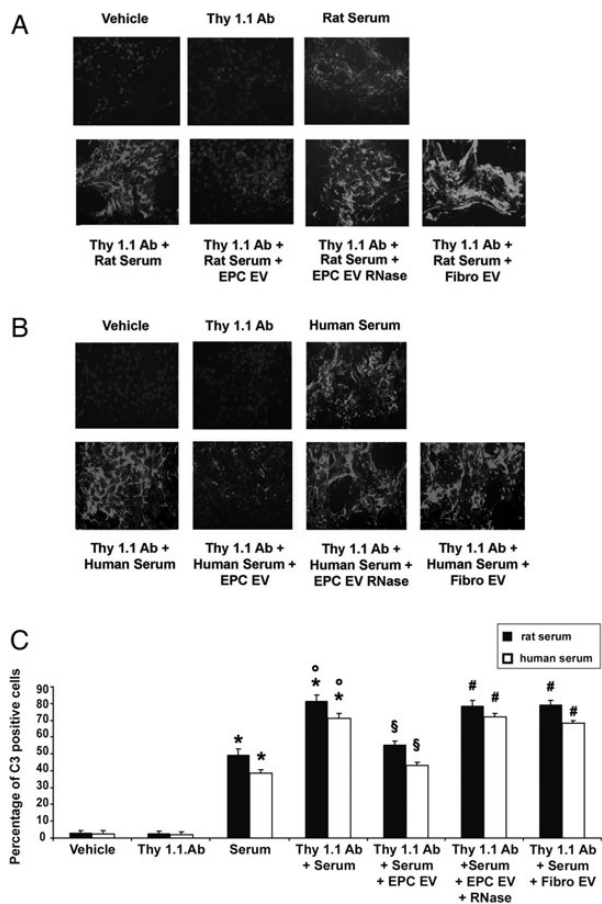 A
Vehicle Thy 1.1 Ab Rat Serum
Thy 1.1 Ab + Thy 1.1 Ab + Thy 1.1 Ab + Thy 1.1 Ab +
Rat Serum Rat Serum + Rat Serum + Rat Serum +
EPC EV EPC EV RNase Fibro EV
B
Vehicle Thy 1.1 Ab Human Serum
Thy 1.1 Ab + Thy 1.1 Ab + Thy 1.1 Ab + Thy 1.1 Ab +
Human Serum Human Serum + Human Serum + Human Serum +
EPC EV EPC EV RNase Fibro EV
C
rat serum
human serum
Percentage of C3 positive cells
90
80
70
60
50
40
30
20
10
0
* * ° * ° * § § # # # #
Vehicle Thy 1.1.Ab Serum Thy 1.1 Ab Thy 1.1 Ab Thy 1.1 Ab Thy 1.1 Ab
+ Serum + Serum +Serum + Serum
+ EPC EV + EPC EV + Fibro EV
+ RNase